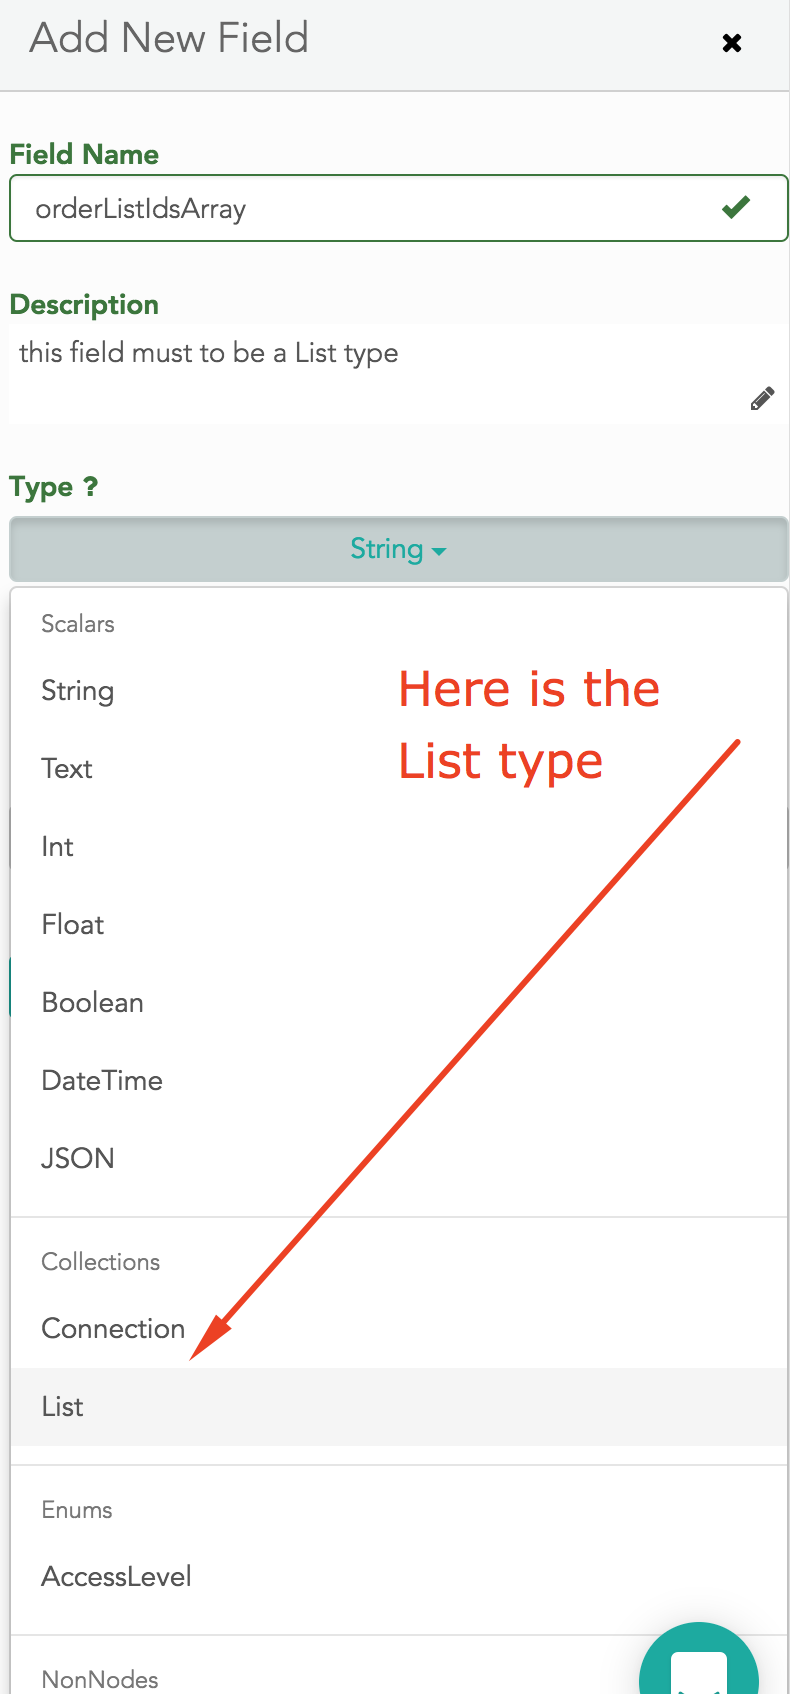 Add New Field
Field Name
orderListIdsArray
Description
this field must to be a List type
Type ?
String
Scalars
String
Here is the
List type
Text
Int
Float
Boolean
DateTime
JSON
Collections
Connection
List
Enums
AccessLevel
NonNodes